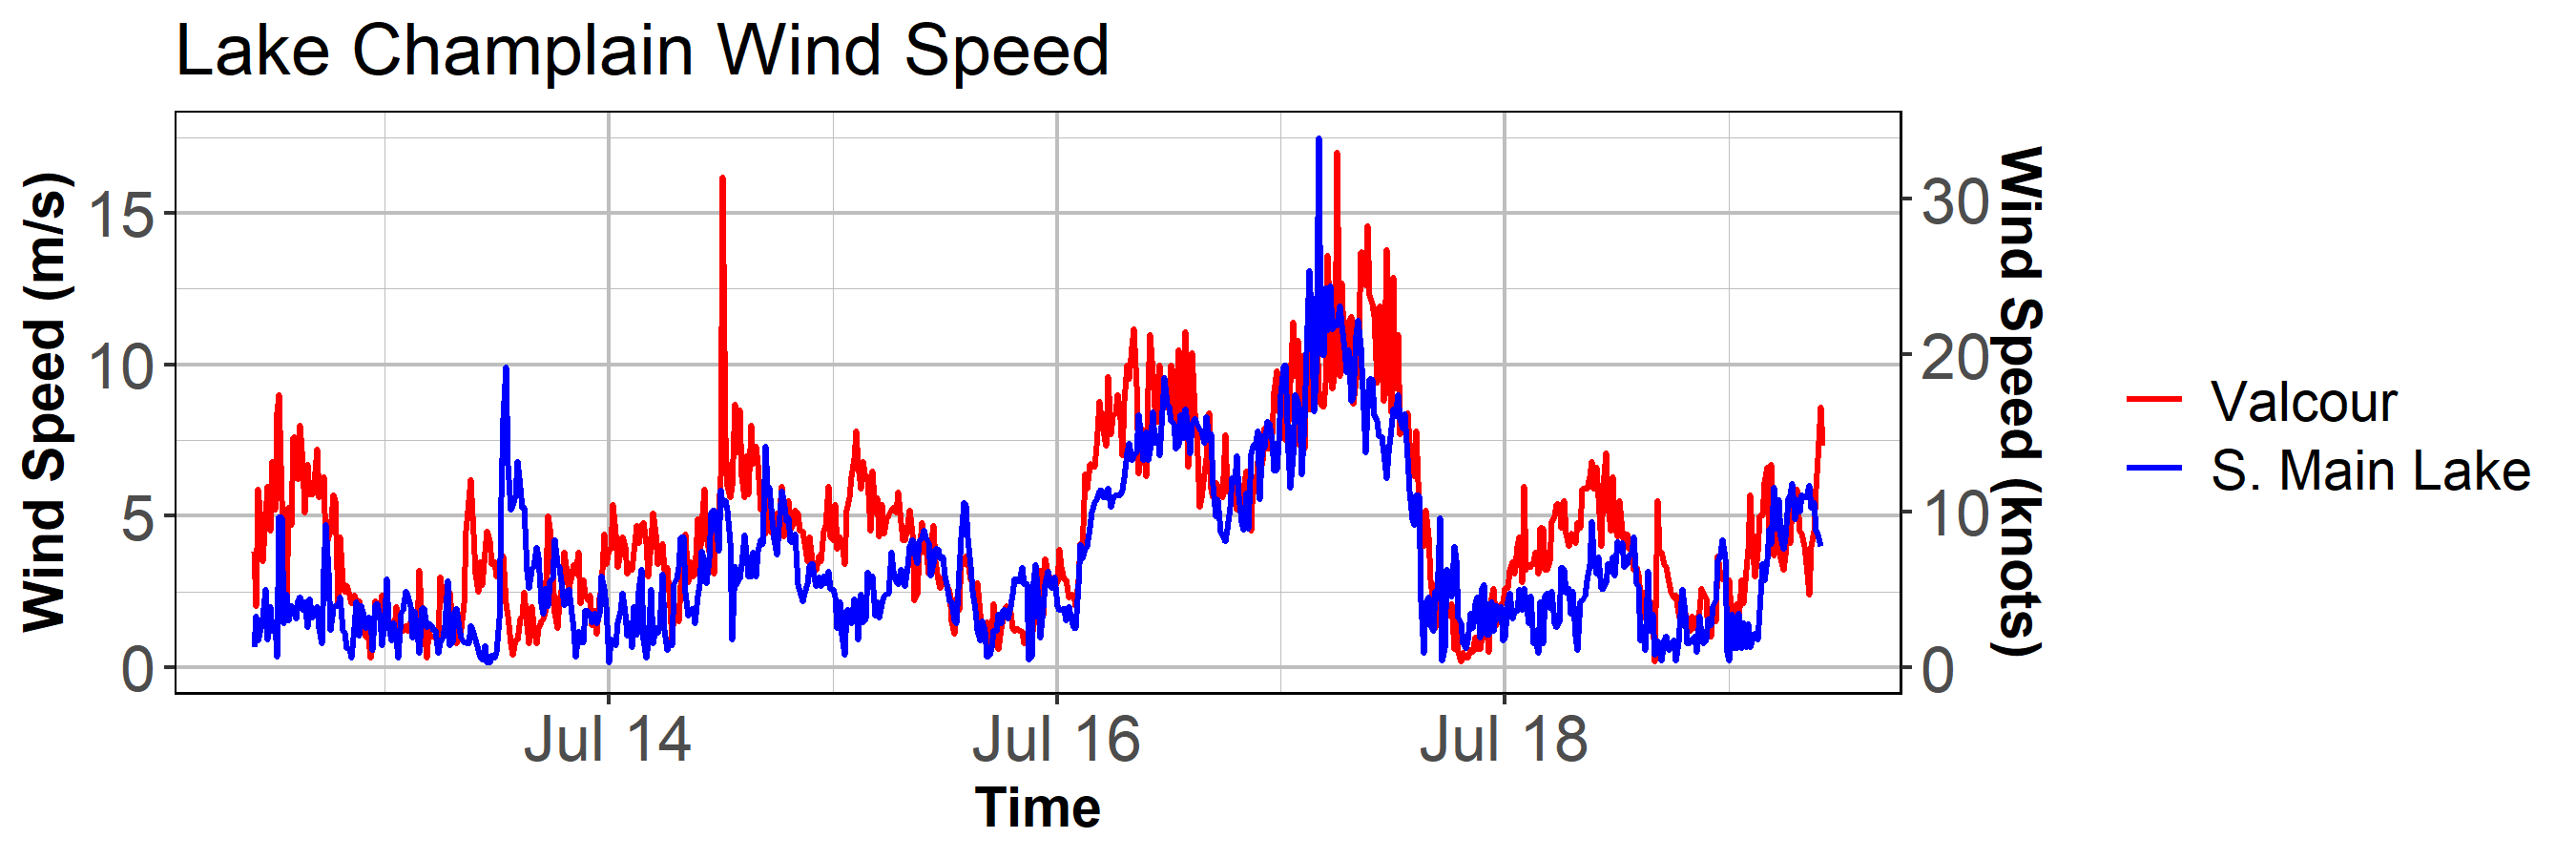 Lake Champlain Wind Speed
Wind Speed (m/s)
15
10
5
0
30
20
10
0
Wind Speed (knots)
Jul 14
Jul 16
Jul 18
Time
Valcour
S. Main Lake